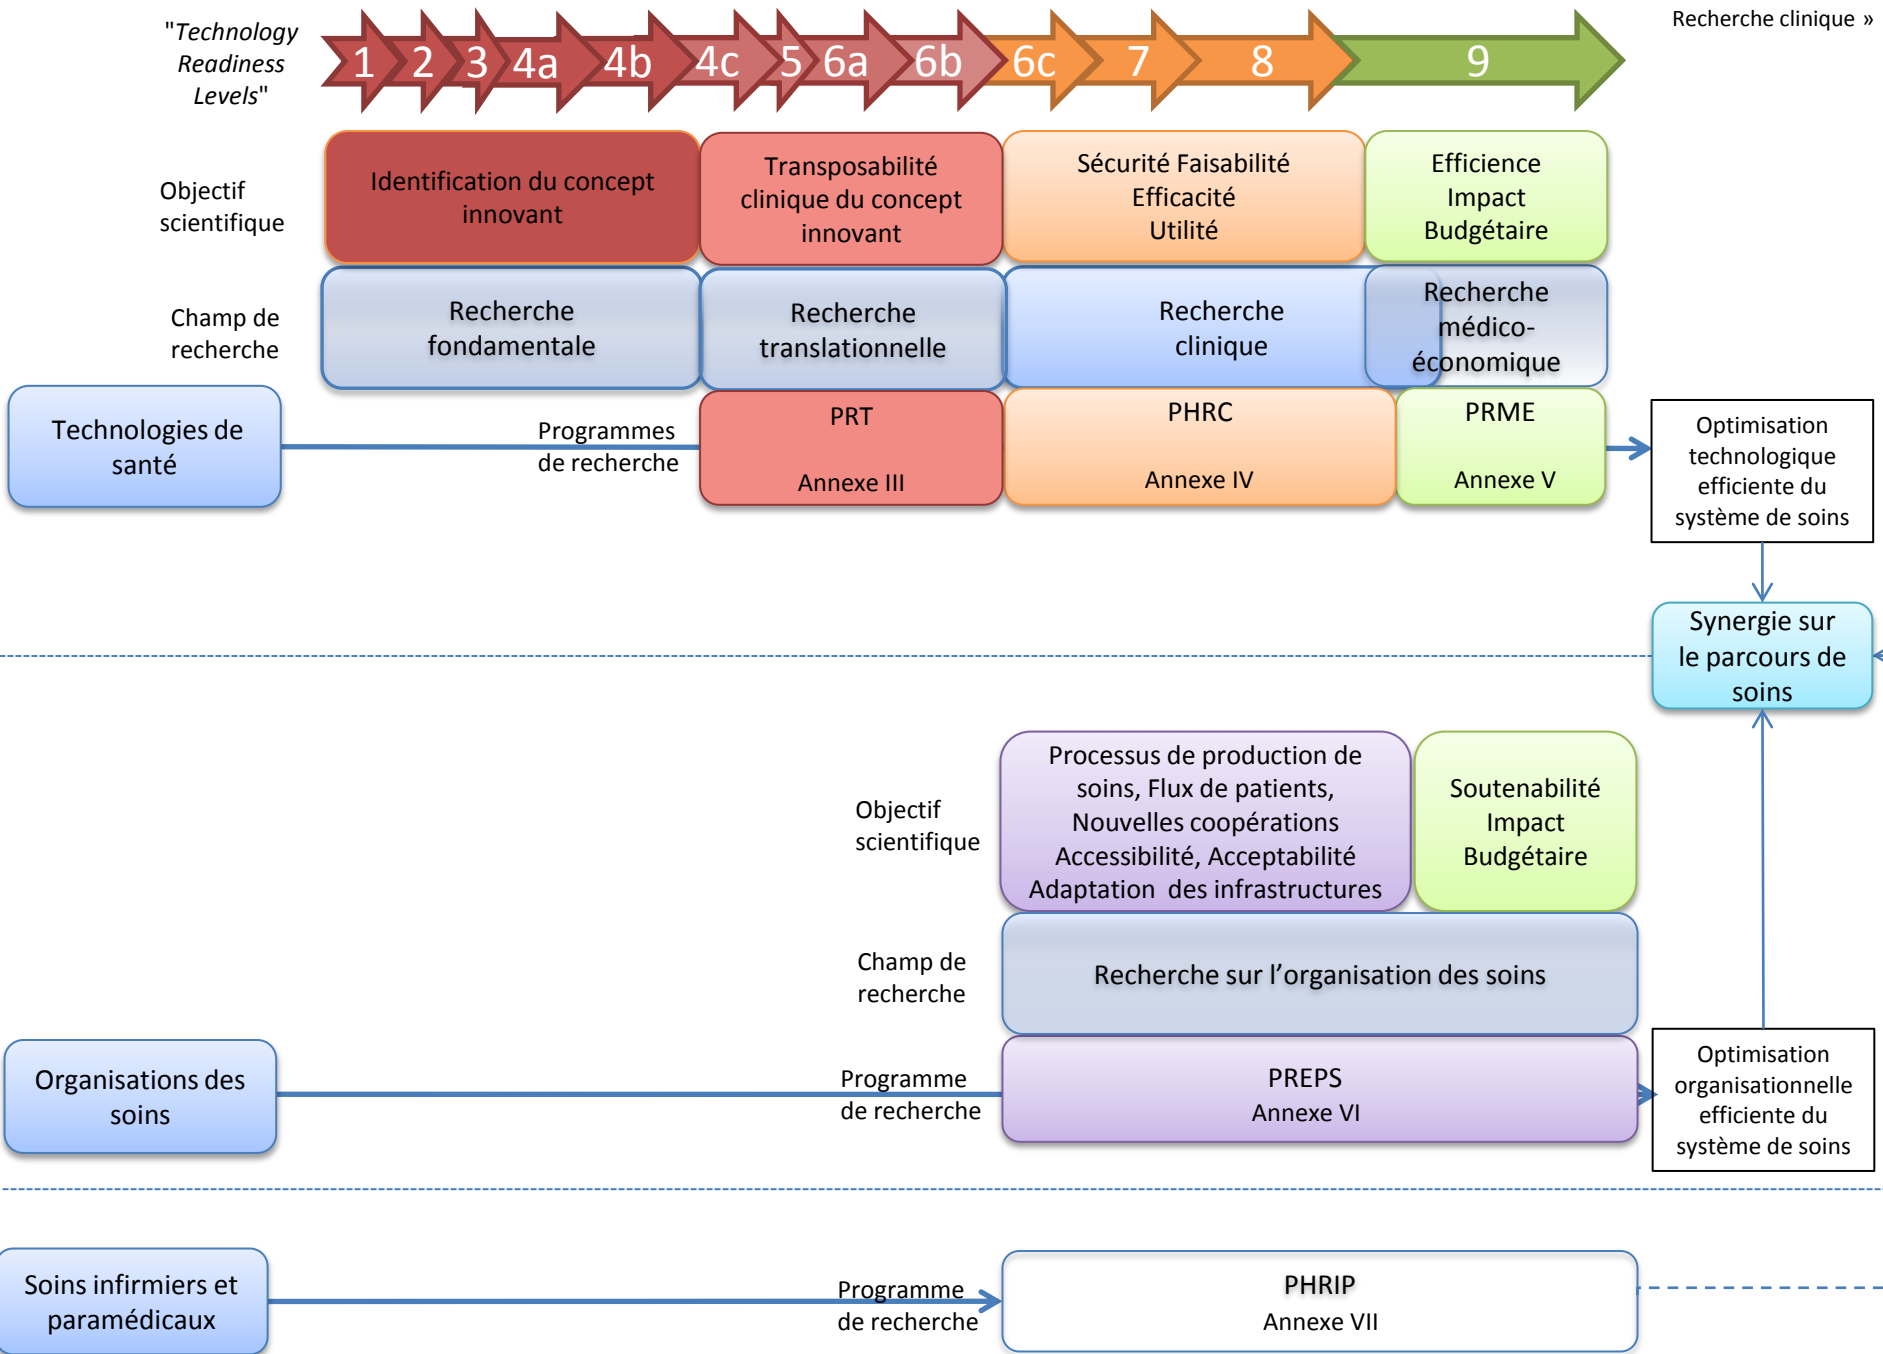 Recherche clinique »
"Technology
Readiness
Levels"
1 2 3 4a 4b 4c 5 6a 6b 6c 7 8 9
Objectif
scientifique
Identification du concept
innovant
Transposabilité
clinique du concept
innovant
Sécurité Faisabilité
Efficacité
Utilité
Efficience
Impact
Budgétaire
Champ de
recherche
Recherche
fondamentale
Recherche
translationnelle
Recherche
clinique
Recherche
médico-
économique
Technologies de
santé
Programmes
de recherche
PRT
Annexe III
PHRC
Annexe IV
PRME
Annexe V
Optimisation
technologique
efficiente du
système de soins
Synergie sur
le parcours de
soins
Objectif
scientifique
Processus de production de
soins, Flux de patients,
Nouvelles coopérations
Accessibilité, Acceptabilité
Adaptation des infrastructures
Soutenabilité
Impact
Budgétaire
Champ de
recherche
Recherche sur l'organisation des soins
Organisations des
soins
Programme
de recherche
PREPS
Annexe VI
Optimisation
organisationnelle
efficiente du
système de soins
Soins infirmiers et
paramédicaux
Programme
de recherche
PHRIP
Annexe VII